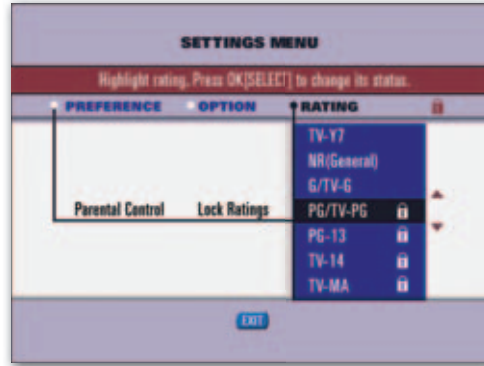 SETTINGS MENU
Highlight rating. Press OK[SELECT] to change its status.
PREFERENCE OPTION RATING
TV-Y7
NR(General)
G/TV-G
Parental Control Lock Ratings PG/TV-PG
PG-13
TV-14
TV-MA
EXIT